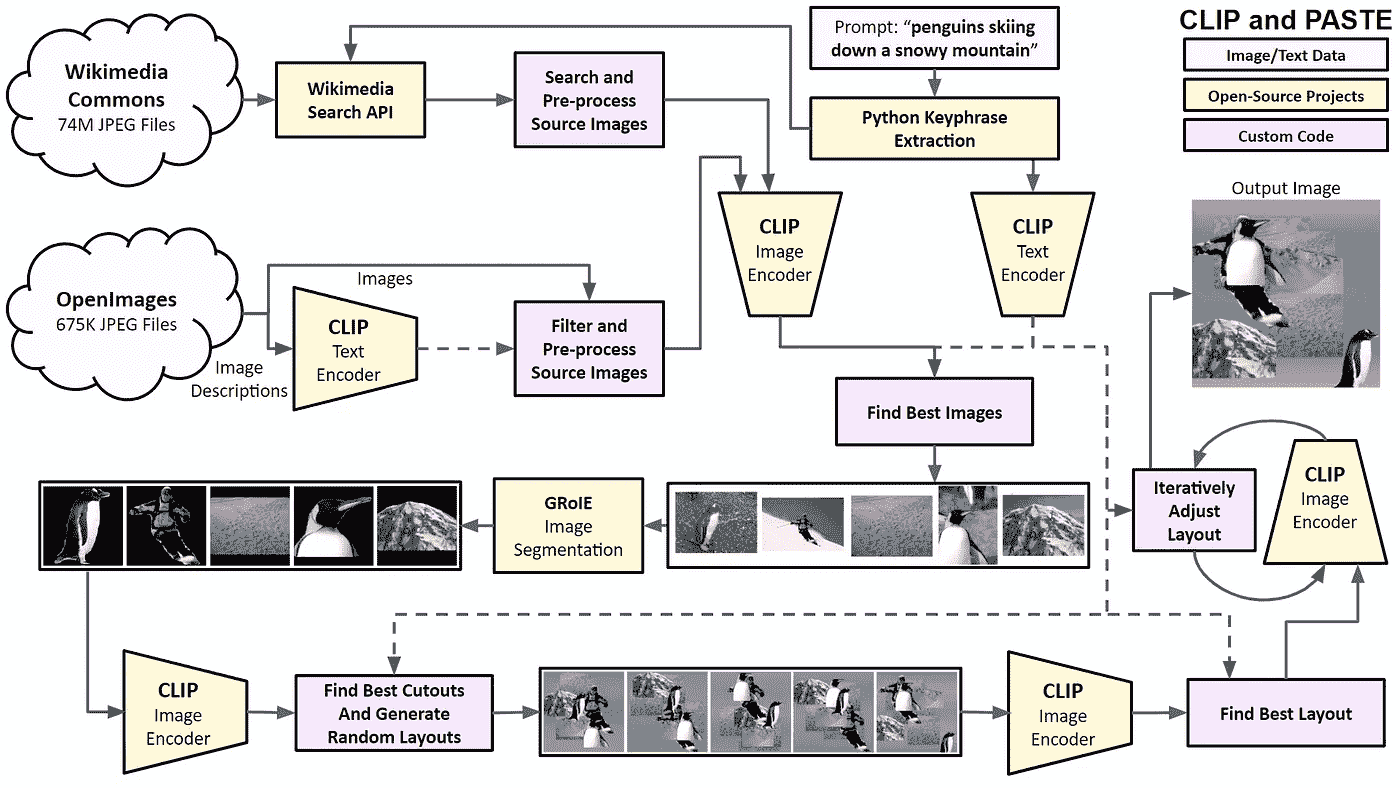 CLIP and PASTE
Image/Text Data
Open-Source Projects
Custom Code
Wikimedia
Commons
74M JPEG Files
Wikimedia
Search API
Search and
Pre-process
Source Images
Prompt: “penguins skiing
down a snowy mountain”
Python Keyphrase
Extraction
CLIP
Image
Encoder
CLIP
Text
Encoder
Output Image
OpenImages
675K JPEG Files
Images
Image
Descriptions
CLIP
Text
Encoder
Filter and
Pre-process
Source Images
Find Best Images
GRoIE
Image
Segmentation
Iteratively
Adjust
Layout
CLIP
Image
Encoder
CLIP
Image
Encoder
Find Best Cutouts
And Generate
Random Layouts
CLIP
Image
Encoder
Find Best Layout